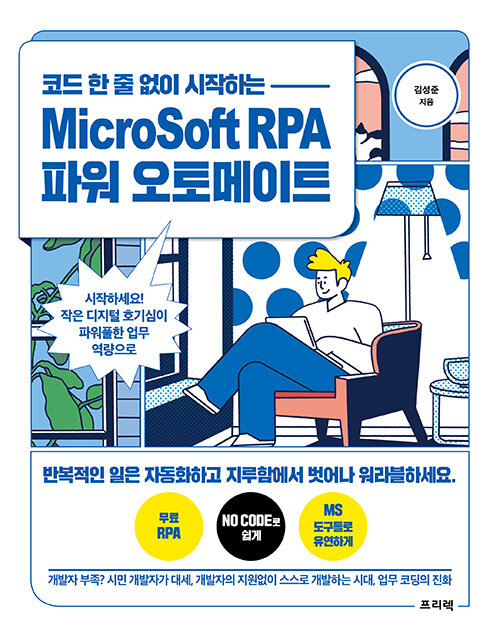 코드 한 줄 없이 시작하는
MicroSoft RPA
파워 오토메이트
김성준
지음
시작하세요!
작은 디지털 호기심이
파워풀한 업무
역량으로
반복적인 일은 자동화하고 지루함에서 벗어나 워라블하세요.
무료
RPA
NO CODE로
쉽게
MS
도구들로
유연하게
개발자 부족? 시민 개발자가 대세, 개발자의 지원없이 스스로 개발하는 시대, 업무 코딩의 진화
프리렉